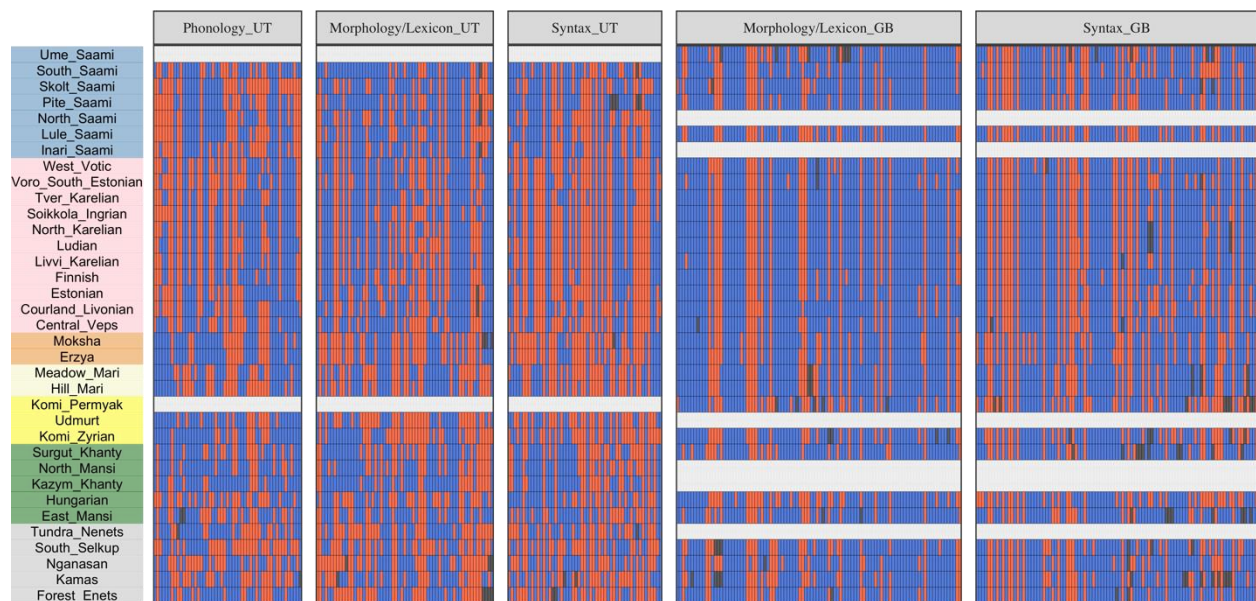 Phonology_UT Morphology/Lexicon_UT Syntax_UT Morphology/Lexicon_GB Syntax_GB
Ume_Saami
South_Saami
Skolt_Saami
Pite_Saami
North_Saami
Lule_Saami
Inari_Saami
West_Votic
Voro_South_Estonian
Tver_Karelian
Soikkola_Ingrian
North_Karelian
Ludian
Livvi_Karelian
Finnish
Estonian
Courland_Livonian
Central_Veps
Moksha
Erzya
Meadow_Mari
Hill_Mari
Komi_Permyak
Udmurt
Komi_Zyrian
Surgut_Khanty
North_Mansi
Kazym_Khanty
Hungarian
East_Mansi
Tundra_Nenets
South_Selkup
Nganasan
Kamas
Forest_Enets